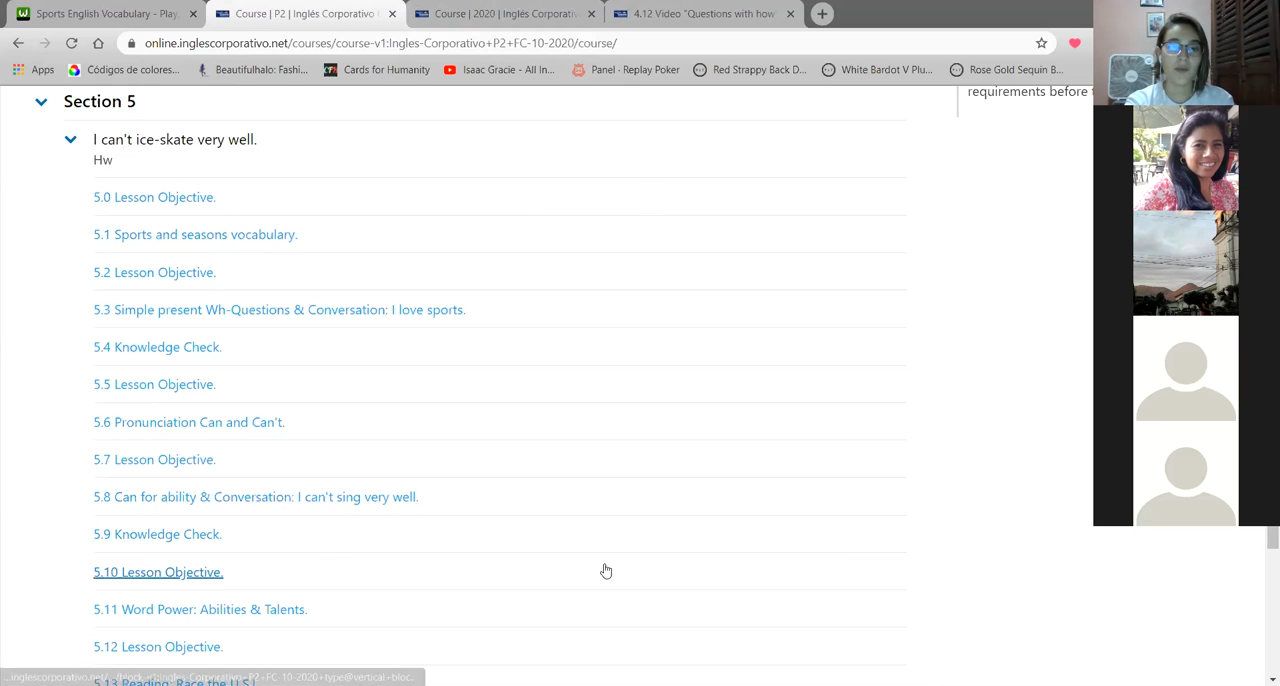 Sports English Vocabulary - Play,
Course | P2 | Inglés Corporativo
Course | 2020 | Inglés Corporati
4.12 Video "Questions with how"
online.inglescorporativo.net/courses/course-v1:Ingles-Corporativo+P2+FC-10-2020/course/
Apps
Códigos de colores...
Beautifulhalo: Fashi...
Cards for Humanity
Isaac Gracie - All In...
Panel · Replay Poker
Red Strappy Back D...
White Bardot V Plu...
Rose Gold Sequin B...
Section 5
requirements before
I can't ice-skate very well.
Hw
5.0 Lesson Objective.
5.1 Sports and seasons vocabulary.
5.2 Lesson Objective.
5.3 Simple present Wh-Questions & Conversation: I love sports.
5.4 Knowledge Check.
5.5 Lesson Objective.
5.6 Pronunciation Can and Can't.
5.7 Lesson Objective.
5.8 Can for ability & Conversation: I can't sing very well.
5.9 Knowledge Check.
5.10 Lesson Objective.
5.11 Word Power: Abilities & Talents.
5.12 Lesson Objective.
5.13 Reading: Race the U.S.!